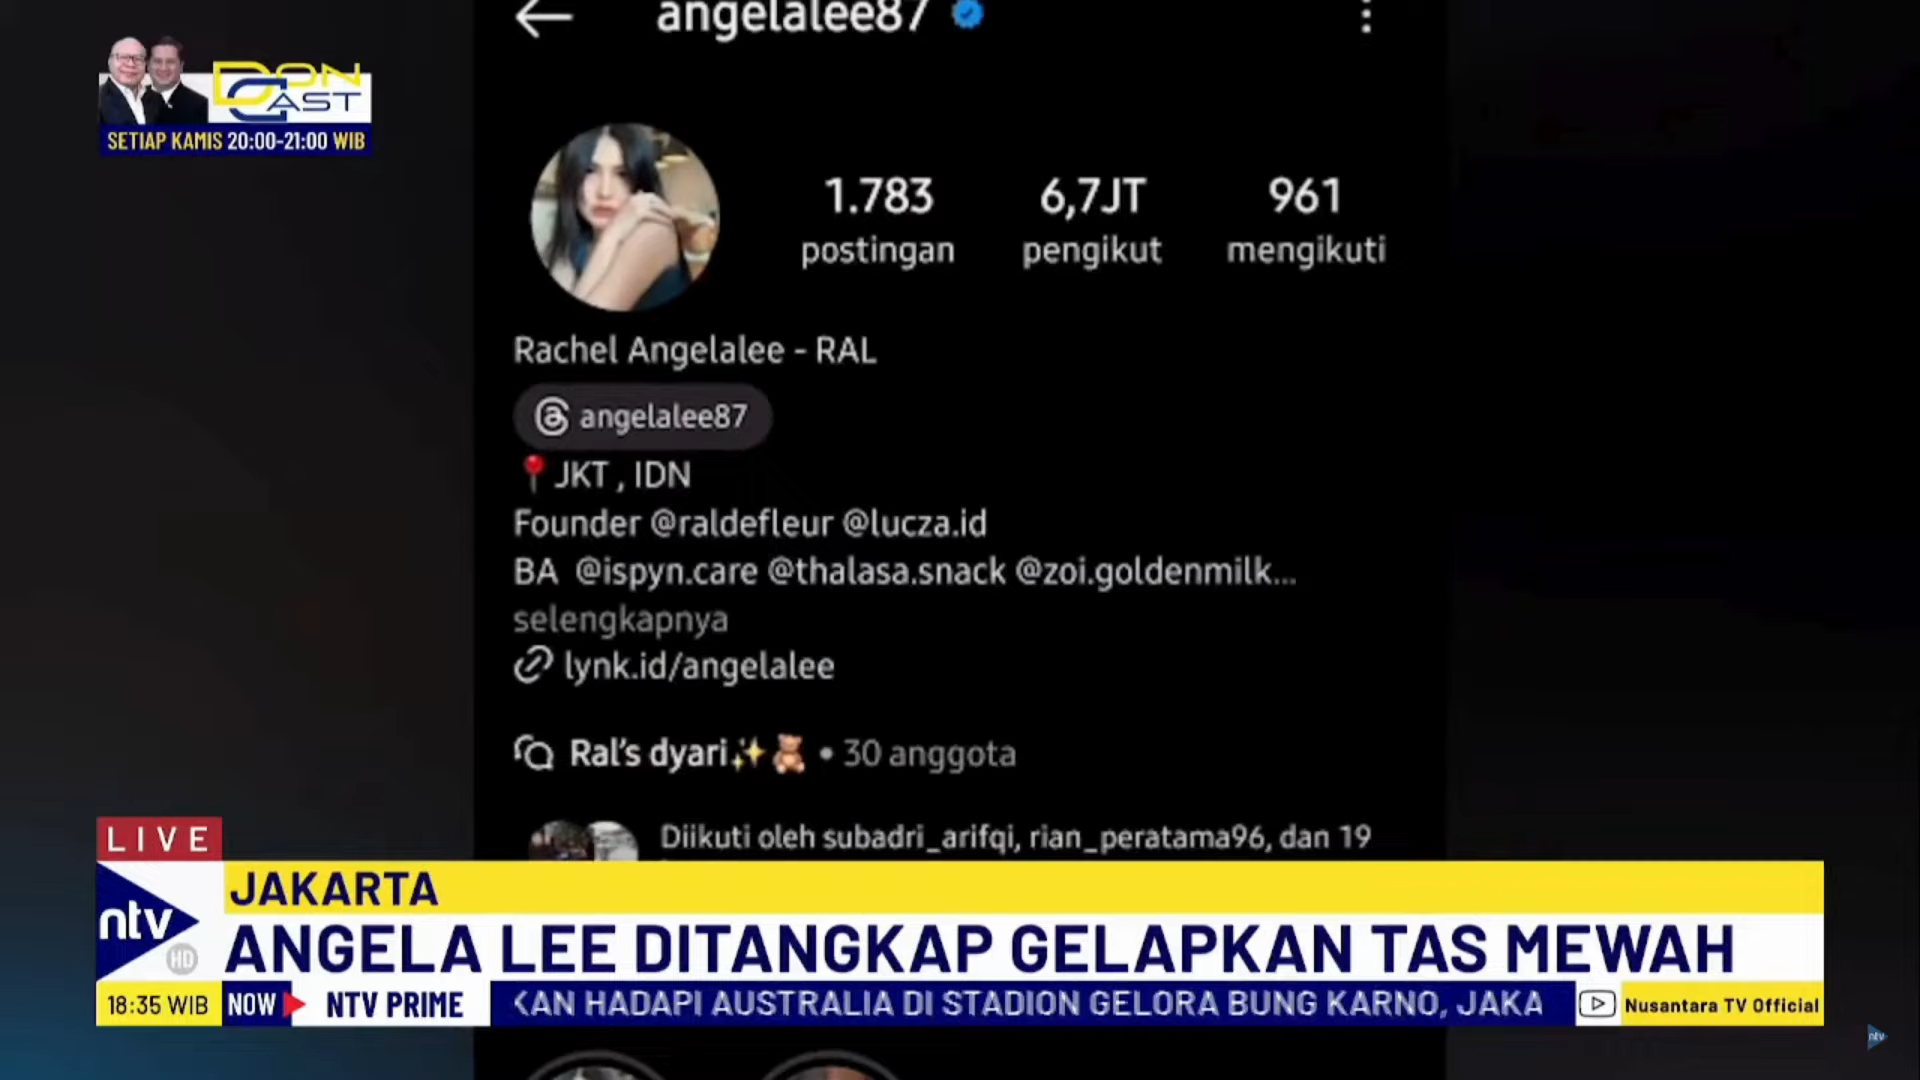 angelalee87
DON
CAST
SETIAP KAMIS 20:00-21:00 WIB
1.783
postingan
6,7JT
pengikut
961
mengikuti
Rachel Angelalee - RAL
angelalee87
JKT , IDN
Founder @raldefleur @lucza.id
BA @ispyn.care @thalasa.snack @zoi.goldenmilk...
selengkapnya
lynk.id/angelalee
Ral's dyari • 30 anggota
Diikuti oleh subadri_arifqi, rian_peratama96, dan 19
LIVE
JAKARTA
ntv
HD
ANGELA LEE DITANGKAP GELAPKAN TAS MEWAH
18:35 WIB
NOW
NTV PRIME
KAN HADAPI AUSTRALIA DI STADION GELORA BUNG KARNO, JAKA
Nusantara TV Official
ntv